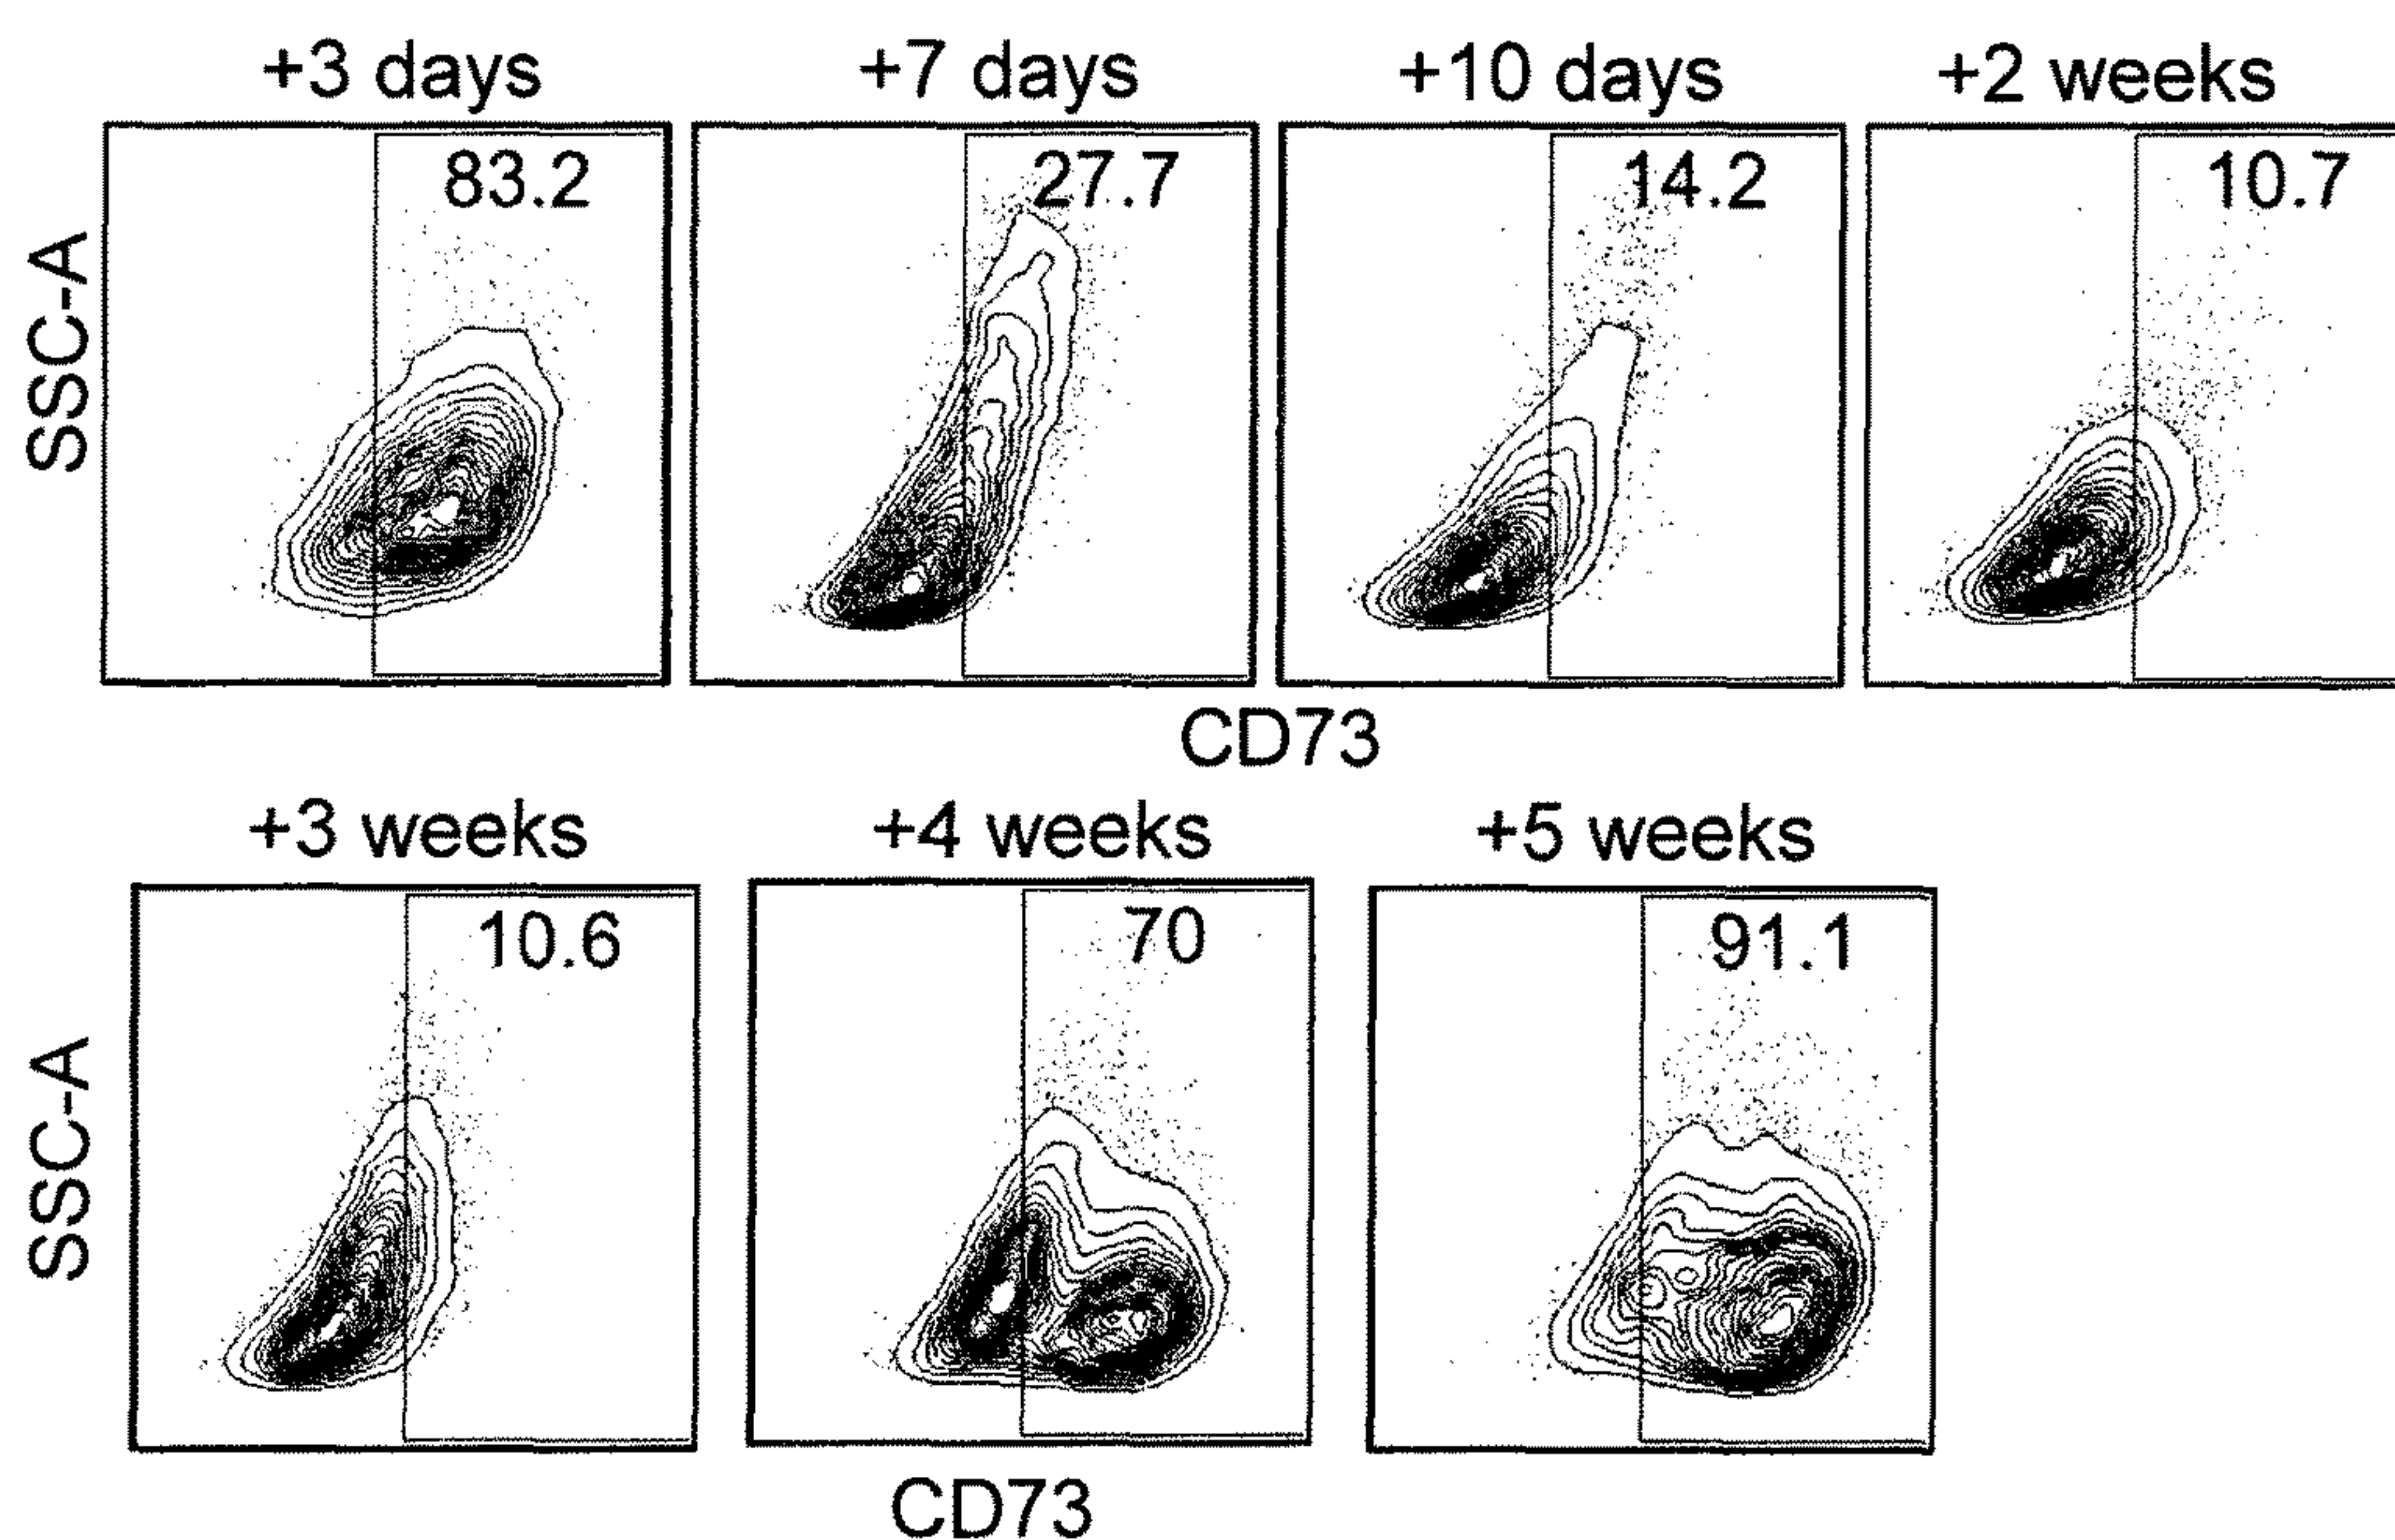 +3 days +7 days +10 days +2 weeks
83.2 27.7 14.2 10.7
SSC-A
CD73
+3 weeks +4 weeks +5 weeks
10.6 70 91.1
SSC-A
CD73